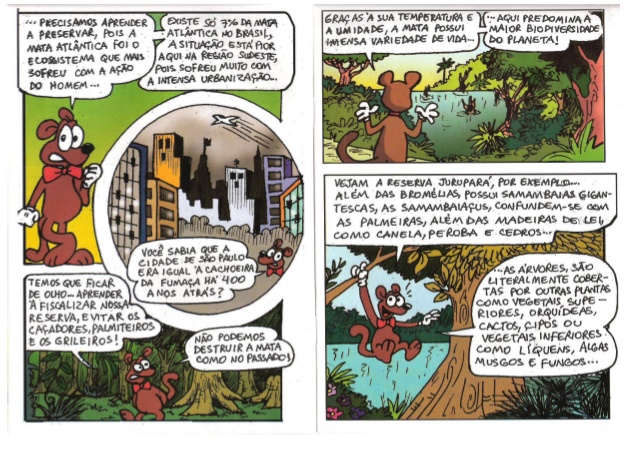 ... PRECISAMOS APRENDER
A PRESERVAR, POIS A
MATA ATLÂNTICA FOI O
ECOSSISTEMA QUE MAIS
SOFREU COM A AÇÃO
DO HOMEM...
EXISTE SÓ 7% DA MATA
ATLÂNTICA NO BRASIL,
A SITUAÇÃO ESTÁ PIOR
AQUI NA REGIÃO SUDESTE,
POIS SOFREU MUITO COM
A INTENSA URBANIZAÇÃO...
VOCÊ SABIA QUE A
CIDADE DE SÃO PAULO
ERA IGUAL À CACHOEIRA
DA FUMAÇA HÁ 400
ANOS ATRÁS?
TEMOS QUE FICAR
DE OLHO... APRENDER
À FISCALIZAR NOSSA
RESERVA, E VITAR OS
CAÇADORES, PALMITEIROS
E OS GRILEIROS!
NÃO PODEMOS
DESTRUIR A MATA
COMO NO PASSADO!
GRAÇAS À SUA TEMPERATURA E
A UMIDADE, A MATA POSSUI
IMENSA VARIEDADE DE VIDA...
... AQUI PREDOMINA A
MAIOR BIODIVERSIDADE
DO PLANETA!
VEJAM A RESERVA JURUPARÁ, POR EXEMPLO...
ALÉM DAS BROMÉLIAS, POSSUI SAMAMBAIAS GIGAN-
TESCAS, AS SAMAMBAIAÇUS, CONFUNDEM-SE COM
AS PALMEIRAS, ALÉM DAS MADEIRAS DE LEI,
COMO CANELA, PEROBA E CEDROS...
... AS ÁRVORES, SÃO
LITERALMENTE COBER-
TAS POR OUTRAS PLANTAS
COMO VEGETAIS SUPE-
RIORES, ORQUÍDEAS,
CACTOS, CIPÓS OU
VEGETAIS INFERIORES
COMO LÍQUENS, ALGAS
MUSGOS E FUNGOS...